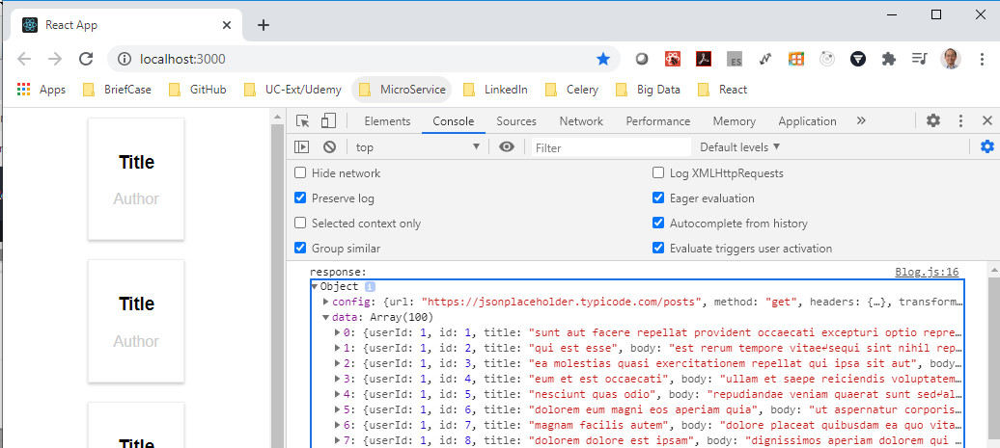 React App
localhost:3000
Apps BriefCase GitHub UC-Ext/Udemy MicroService LinkedIn Celery Big Data React
Title
Author
Title
Author
Title
Elements Console Sources Network Performance Memory Application »
top Filter Default levels
Hide network Log XMLHttpRequests
Preserve log Eager evaluation
Selected context only Autocomplete from history
Group similar Evaluate triggers user activation
response: Blog.js:16
Object i
config: {url: "https://jsonplaceholder.typicode.com/posts", method: "get", headers: {…}, transform…
data: Array(100)
0: {userId: 1, id: 1, title: "sunt aut facere repellat provident occaecati excepturi optio repre…
1: {userId: 1, id: 2, title: "qui est esse", body: "est rerum tempore vitae↵sequi sint nihil rep…
2: {userId: 1, id: 3, title: "ea molestias quasi exercitationem repellat qui ipsa sit aut", body…
3: {userId: 1, id: 4, title: "eum et est occaecati", body: "ullam et saepe reiciendis voluptatem…
4: {userId: 1, id: 5, title: "nesciunt quas odio", body: "repudiandae veniam quaerat sunt sed↵al…
5: {userId: 1, id: 6, title: "dolorem eum magni eos aperiam quia", body: "ut aspernatur corporis…
6: {userId: 1, id: 7, title: "magnam facilis autem", body: "dolore placeat quibusdam ea quo vita…
7: {userId: 1, id: 8, title: "dolorem dolore est ipsam", body: "dignissimos aperiam dolorem qui …